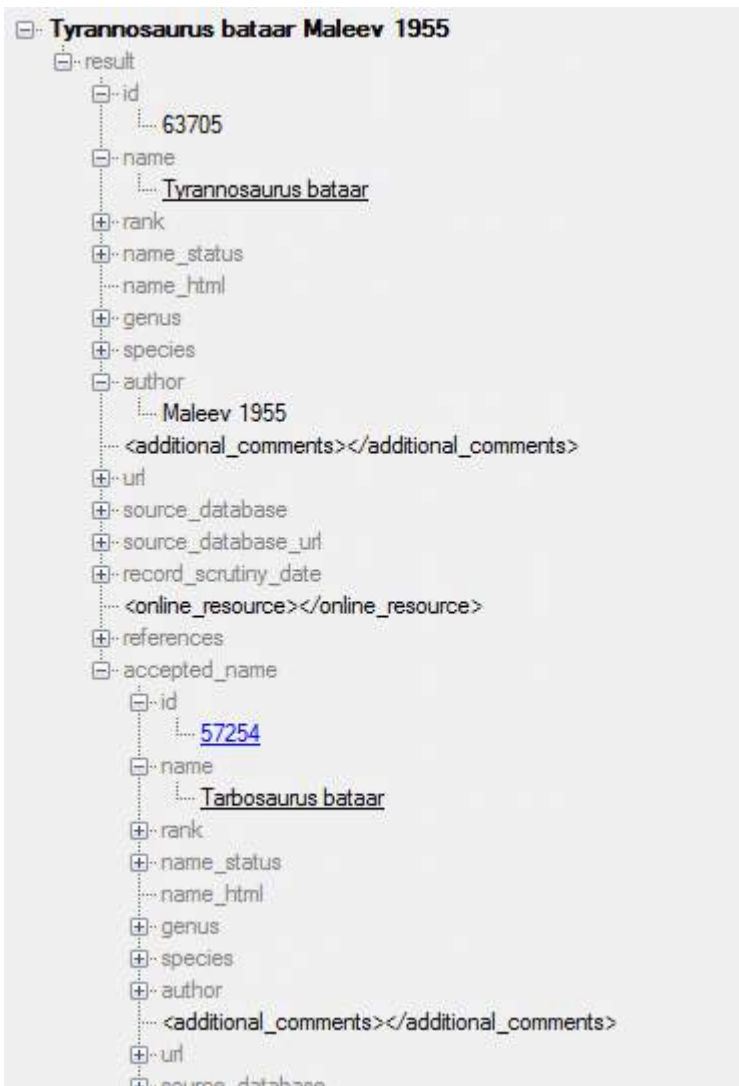 Tyrannosaurus bataar Maleev 1955
result
id
63705
name
Tyrannosaurus bataar
rank
name_status
name_html
genus
species
author
Maleev 1955
<additional_comments></additional_comments>
url
source_database
source_database_url
record_scrutiny_date
<online_resource></online_resource>
references
accepted_name
id
57254
name
Tarbosaurus bataar
rank
name_status
name_html
genus
species
author
<additional_comments></additional_comments>
url
source_database